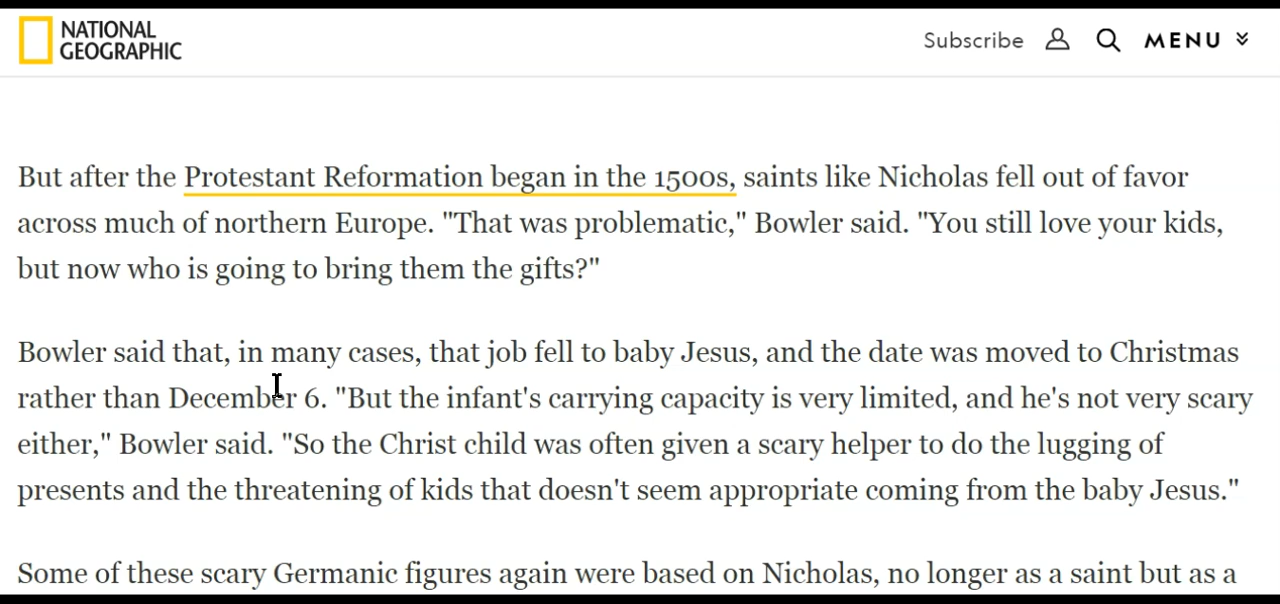 NATIONAL
GEOGRAPHIC
Subscribe
MENU
But after the Protestant Reformation began in the 1500s, saints like Nicholas fell out of favor
across much of northern Europe. "That was problematic," Bowler said. "You still love your kids,
but now who is going to bring them the gifts?"
Bowler said that, in many cases, that job fell to baby Jesus, and the date was moved to Christmas
rather than December 6. "But the infant's carrying capacity is very limited, and he's not very scary
either," Bowler said. "So the Christ child was often given a scary helper to do the lugging of
presents and the threatening of kids that doesn't seem appropriate coming from the baby Jesus."
Some of these scary Germanic figures again were based on Nicholas, no longer as a saint but as a